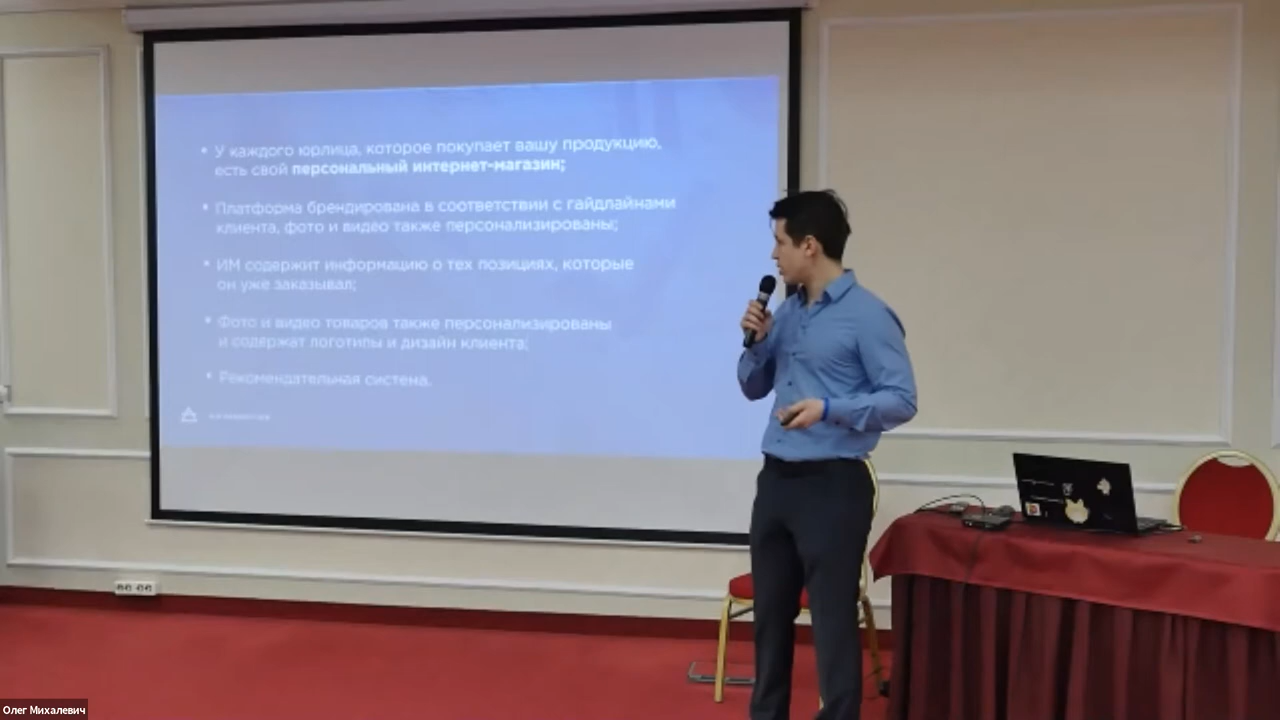 • У каждого юрлица, которое покупает вашу продукцию,
есть свой персональный интернет-магазин;
• Платформа брендирована в соответствии с гайдлайнами
клиента, фото и видео также персонализированы;
• ИМ содержит информацию о тех позициях, которые
он уже заказывал;
• Фото и видео товаров также персонализированы
и содержат логотипы и дизайн клиента;
• Рекомендательная система.
Олег Михалевич